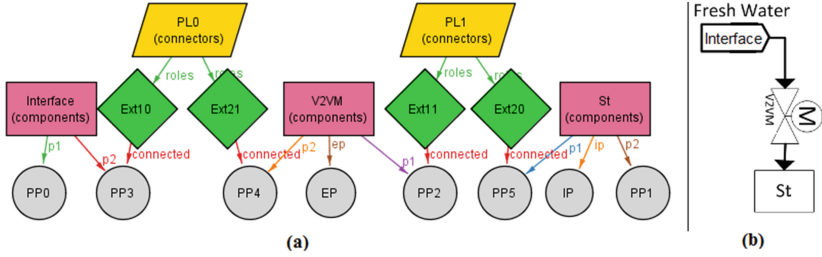 PL0
(connectors)
PL1
(connectors)
roles
roles
roles
roles
Interface
(components)
Ext10
Ext21
V2VM
(components)
Ext11
Ext20
St
(components)
p1
p2
connected
connected
p2
ep
p1
connected
connected
p1
ip
p2
PP0
PP3
PP4
EP
PP2
PP5
IP
PP1
(a)
Fresh Water
Interface
V2VM
M
St
(b)